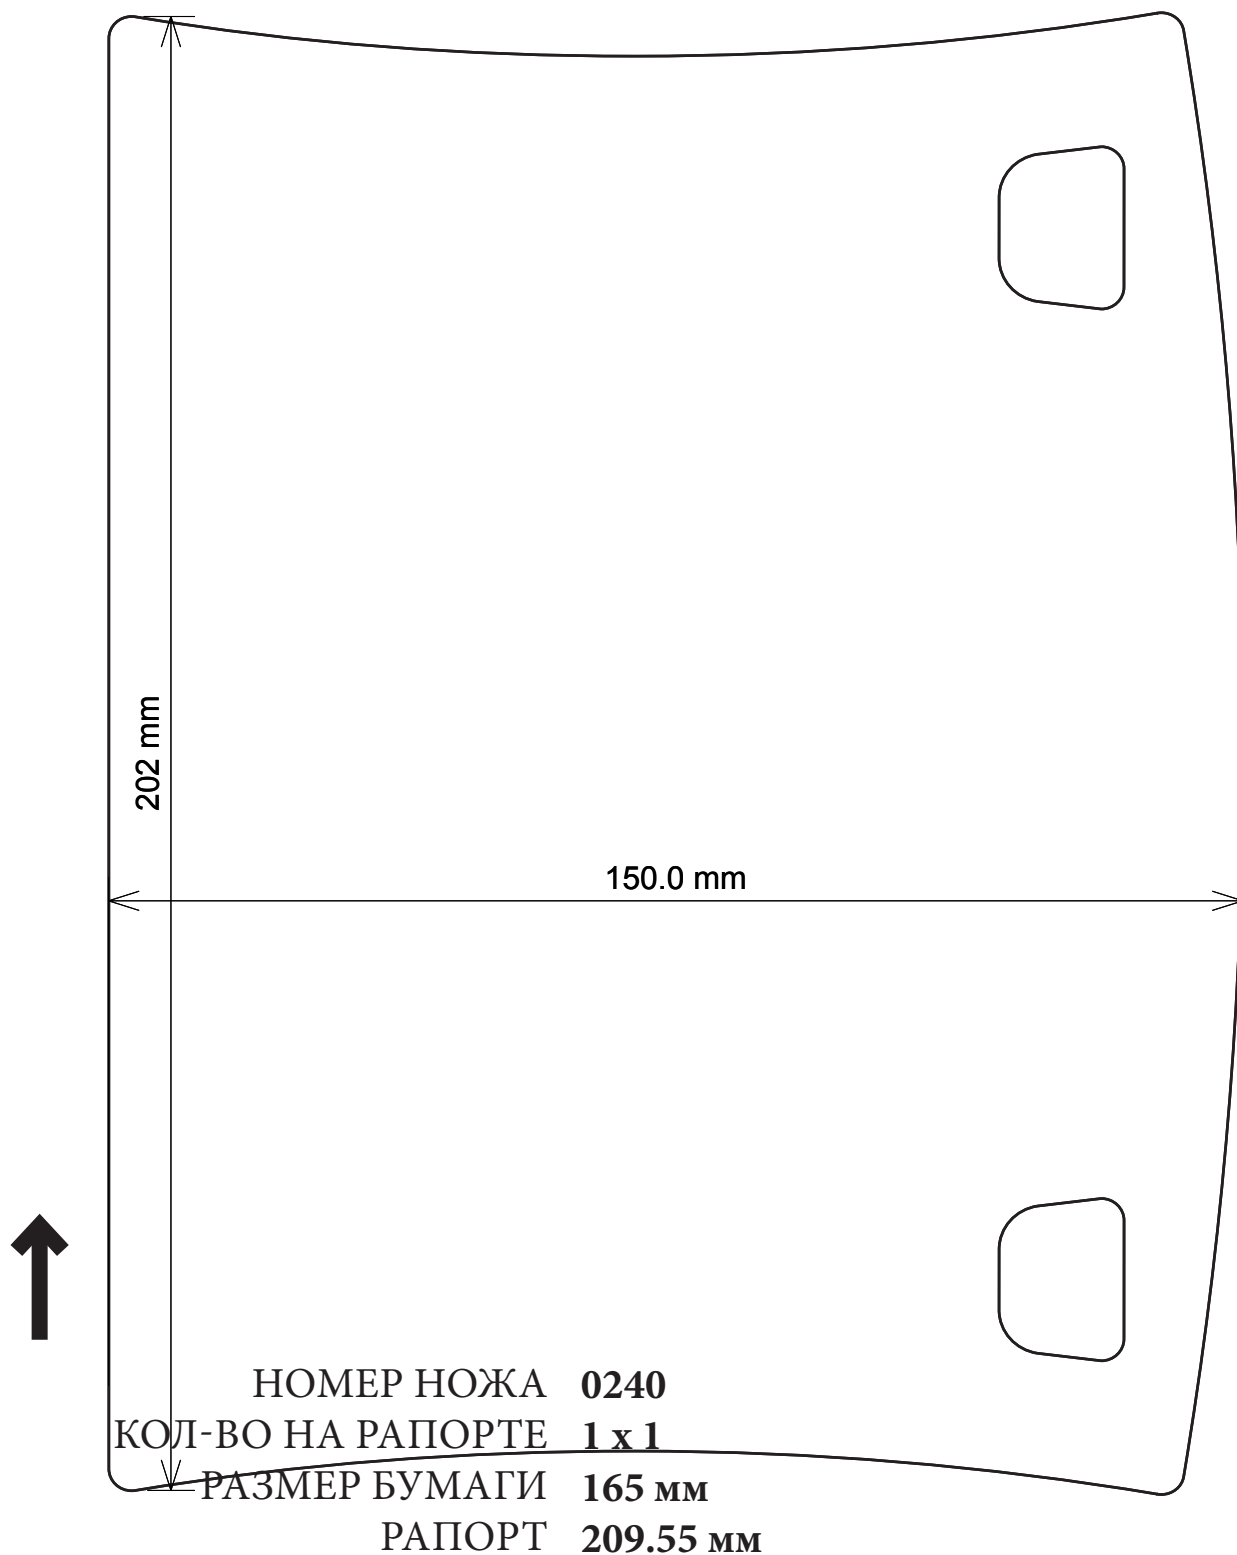 202 mm
150.0 mm
НОМЕР НОЖА 0240
КОЛ-ВО НА РАПОРТЕ 1 x 1
РАЗМЕР БУМАГИ 165 мм
РАПОРТ 209.55 мм